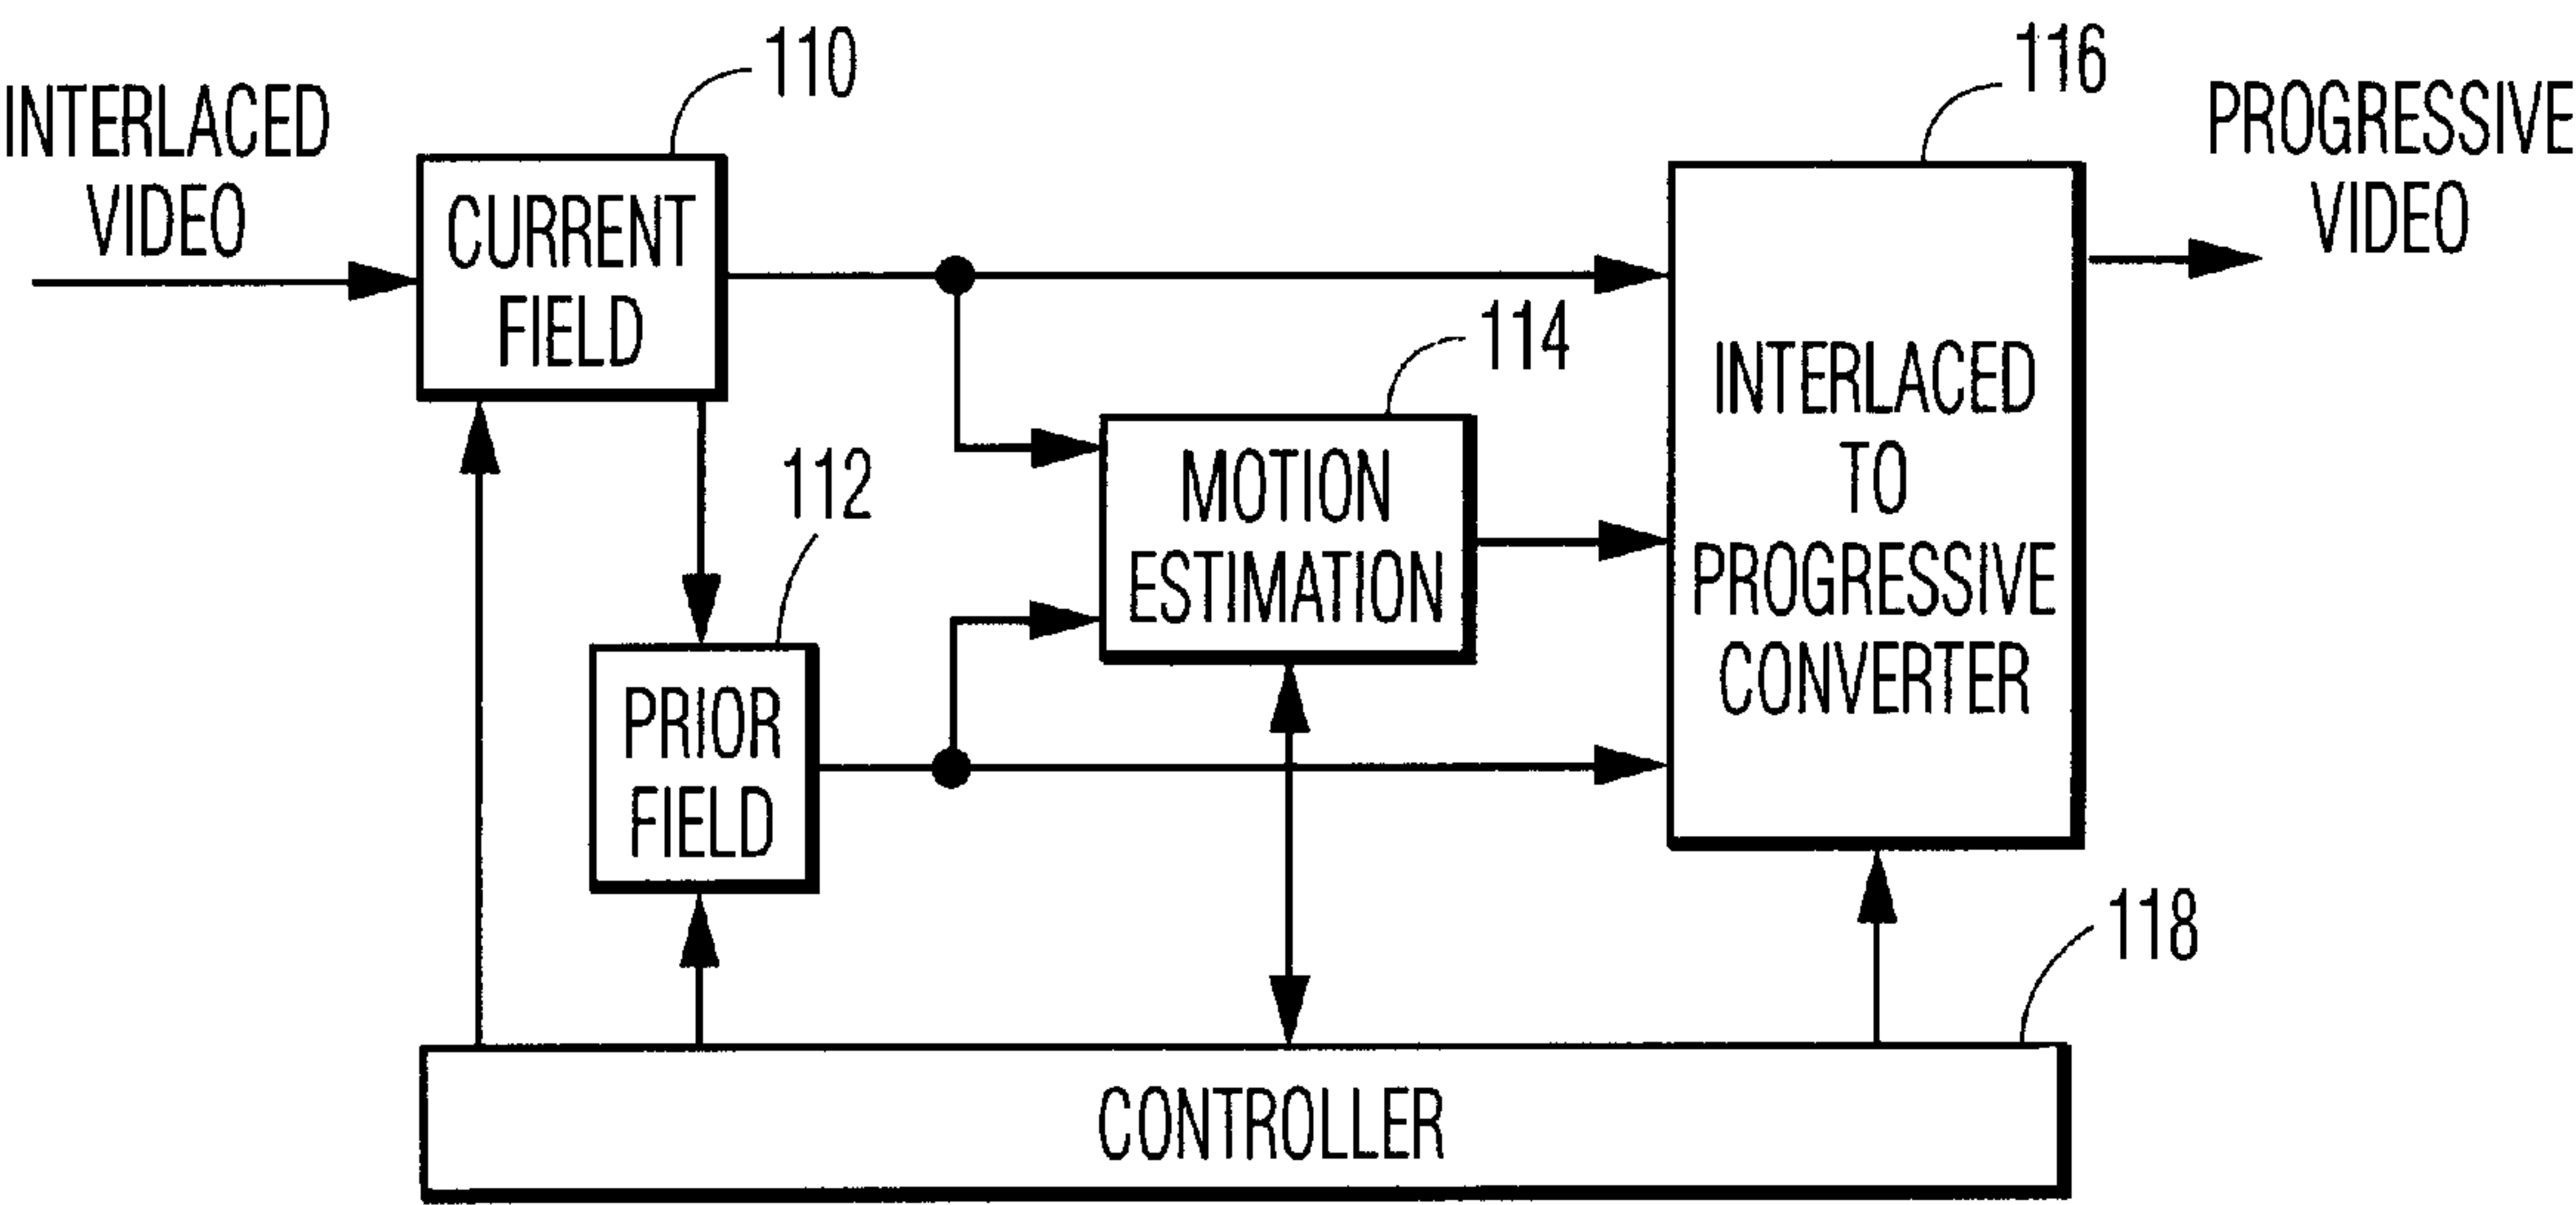 110
116
INTERLACED
VIDEO
PROGRESSIVE
VIDEO
CURRENT
FIELD
114
INTERLACED
TO
PROGRESSIVE
CONVERTER
112
MOTION
ESTIMATION
PRIOR
FIELD
118
CONTROLLER